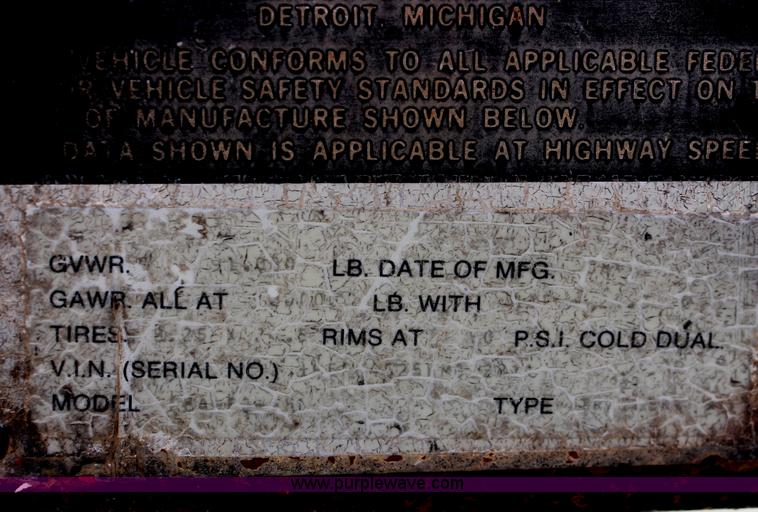 DETROIT, MICHIGAN
VEHICLE CONFORMS TO ALL APPLICABLE FEDE
VEHICLE SAFETY STANDARDS IN EFFECT ON T
OF MANUFACTURE SHOWN BELOW.
DATA SHOWN IS APPLICABLE AT HIGHWAY SPEE
GVWR. LB. DATE OF MFG.
GAWR. ALL AT LB. WITH
TIRES. RIMS AT P.S.I. COLD DUAL.
V.I.N. (SERIAL NO.)
MODEL TYPE
www.purplewave.com